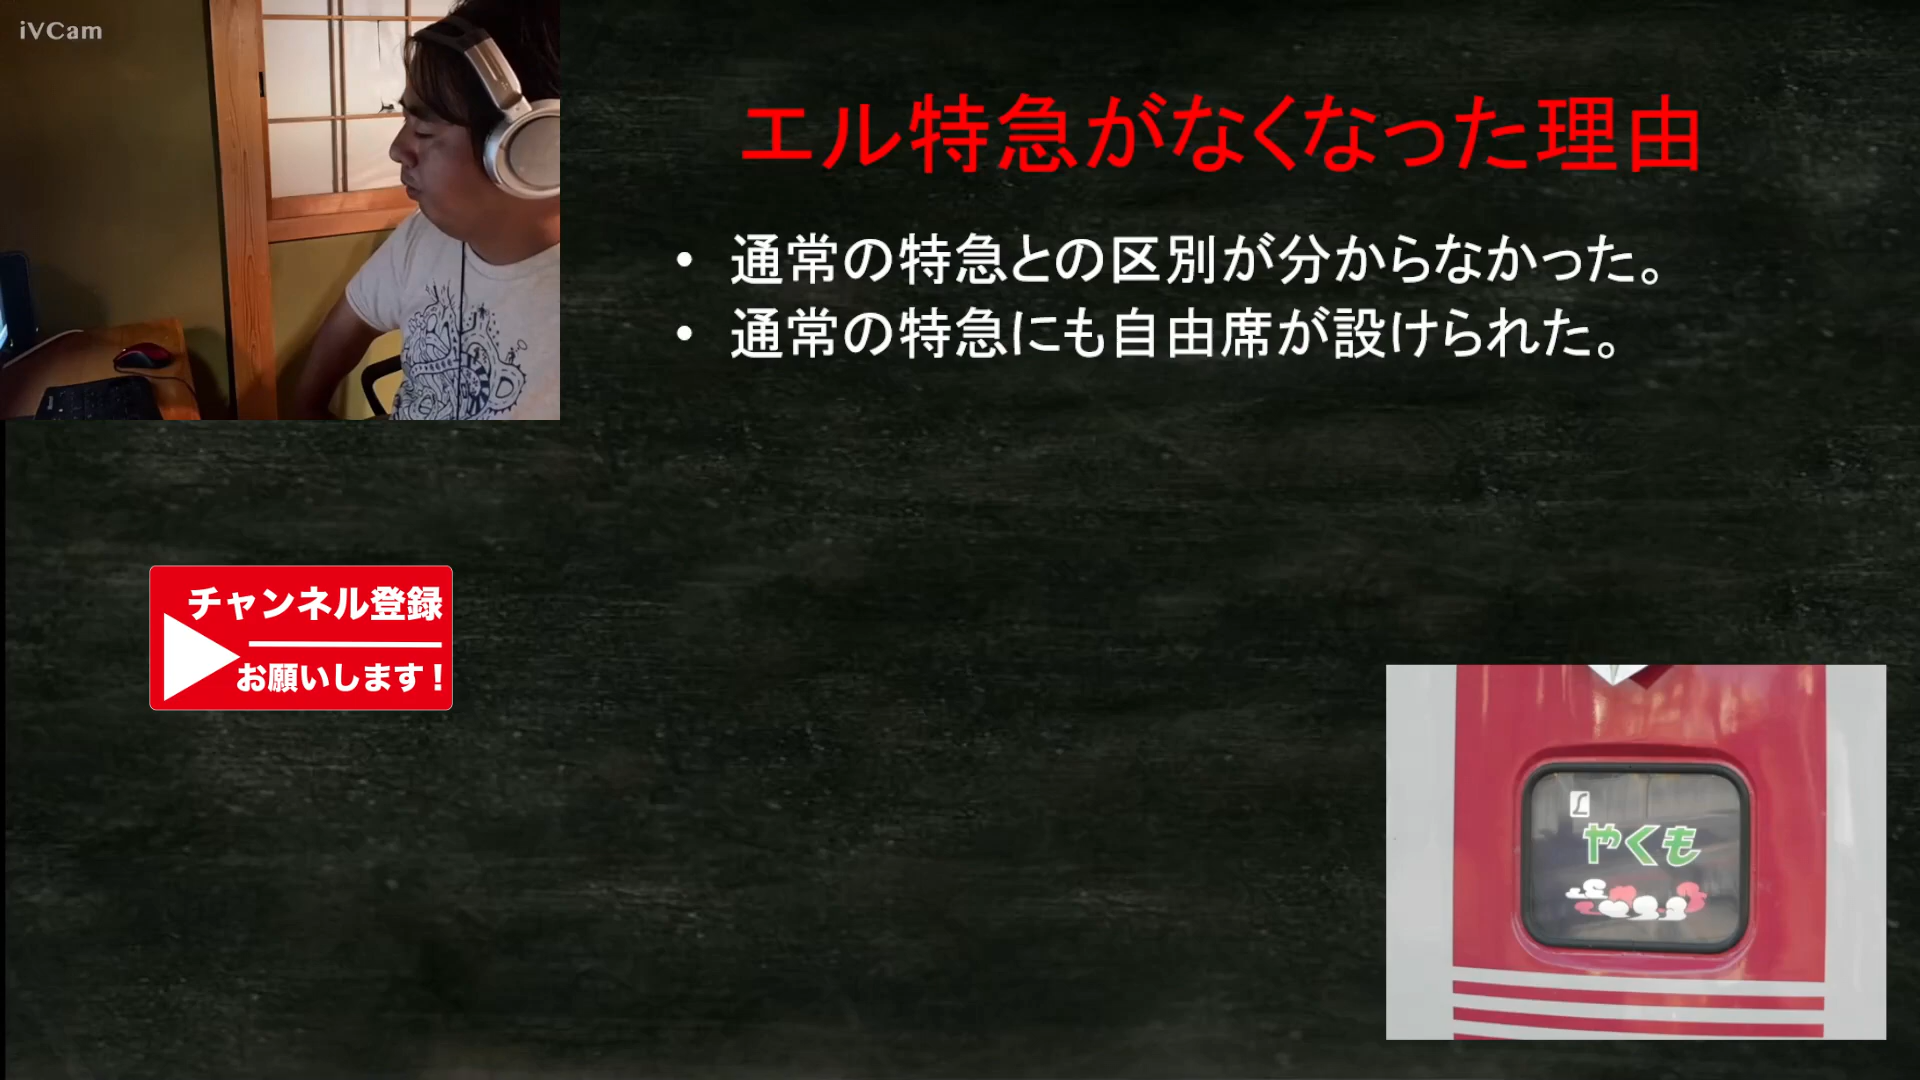 iVCam
エル特急がなくなった理由
• 通常の特急との区別が分からなかった。
• 通常の特急にも自由席が設けられた。
チャンネル登録
お願いします！
L
やくも